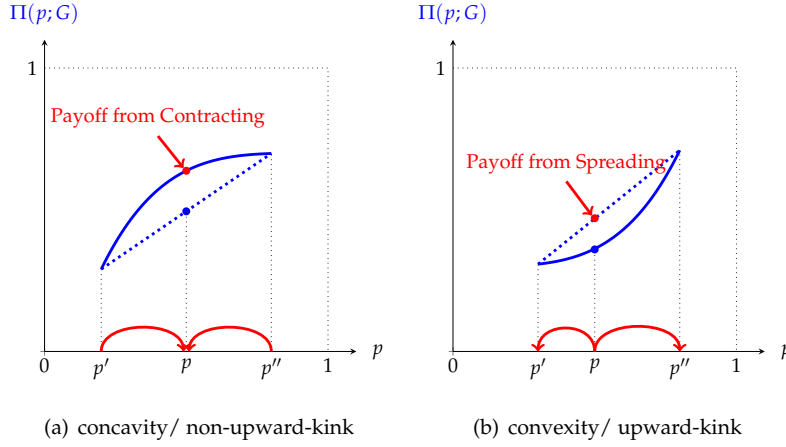 Π(p; G)
1
Payoff from Contracting
0
p′
p
p′′
1
p
(a) concavity/ non-upward-kink
Π(p; G)
1
Payoff from Spreading
0
p′
p
p′′
1
p
(b) convexity/ upward-kink